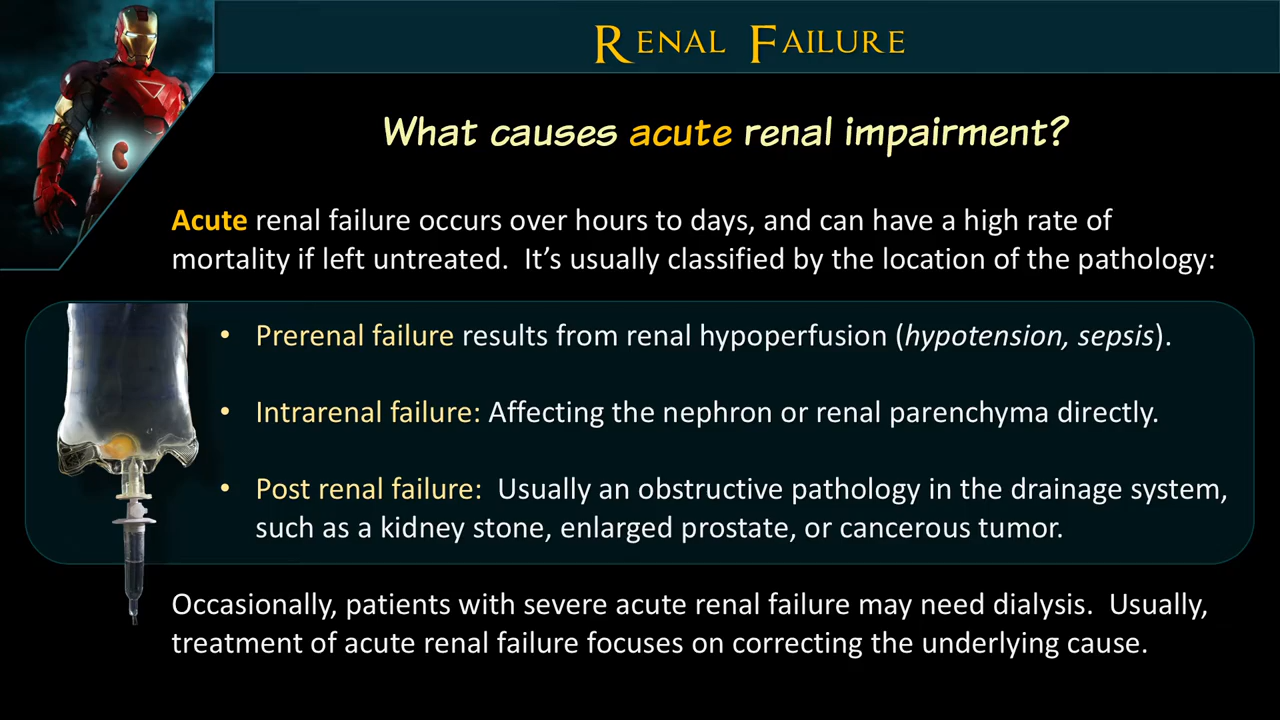 Renal Failure
What causes acute renal impairment?
Acute renal failure occurs over hours to days, and can have a high rate of
mortality if left untreated.  It’s usually classified by the location of the pathology:
• Prerenal failure results from renal hypoperfusion (hypotension, sepsis).
• Intrarenal failure: Affecting the nephron or renal parenchyma directly.
• Post renal failure:  Usually an obstructive pathology in the drainage system,
such as a kidney stone, enlarged prostate, or cancerous tumor.
Occasionally, patients with severe acute renal failure may need dialysis.  Usually,
treatment of acute renal failure focuses on correcting the underlying cause.